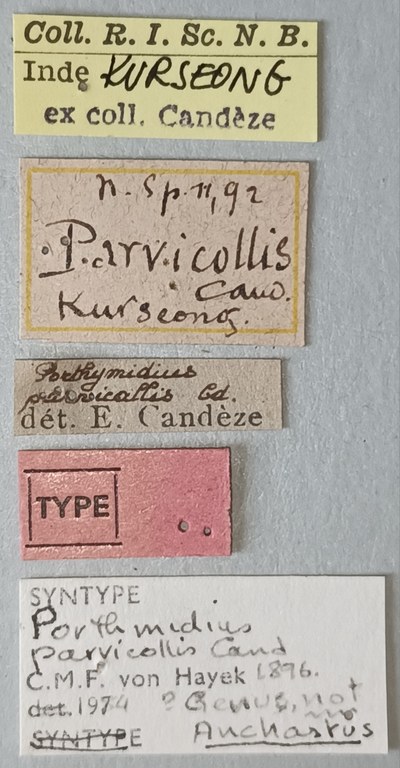 Coll. R. I. Sc. N. B.
Inde KURSEONG
ex coll. Candèze
n. Sp. 11, 92
Parvicollis
Cand.
Kurseong.
Porthymidius
parvicallis Cd.
dét. E. Candèze
TYPE
SYNTYPE
Porthmidius
parvicollis Cand
C.M.F. von Hayek 1896.
det. 1974 ? Genus, not
SYNTYPE Anchastus